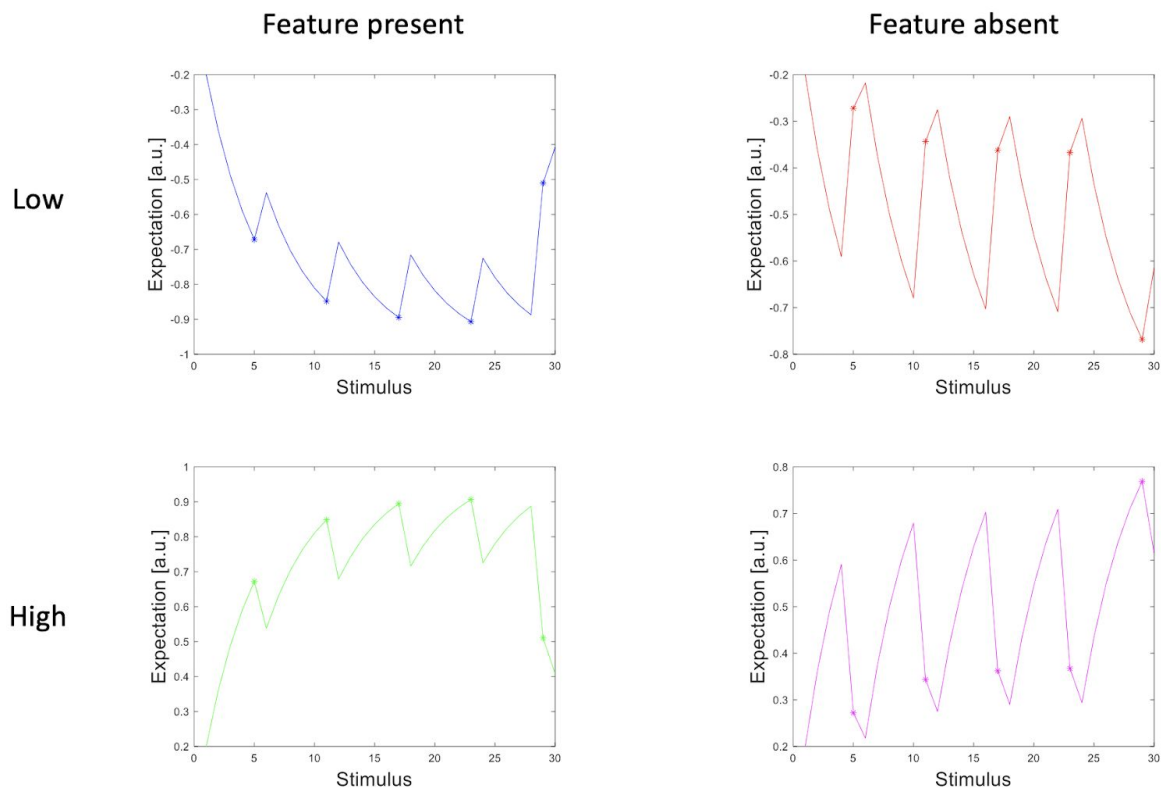 Feature present
Feature absent
Low
-0.2
-0.3
-0.4
-0.5
-0.6
-0.7
-0.8
-0.9
-1
Expectation [a.u.]
0 5 10 15 20 25 30
Stimulus
-0.2
-0.3
-0.4
-0.5
-0.6
-0.7
-0.8
Expectation [a.u.]
0 5 10 15 20 25 30
Stimulus
High
1
0.9
0.8
0.7
0.6
0.5
0.4
0.3
0.2
Expectation [a.u.]
0 5 10 15 20 25 30
Stimulus
0.8
0.7
0.6
0.5
0.4
0.3
0.2
Expectation [a.u.]
0 5 10 15 20 25 30
Stimulus